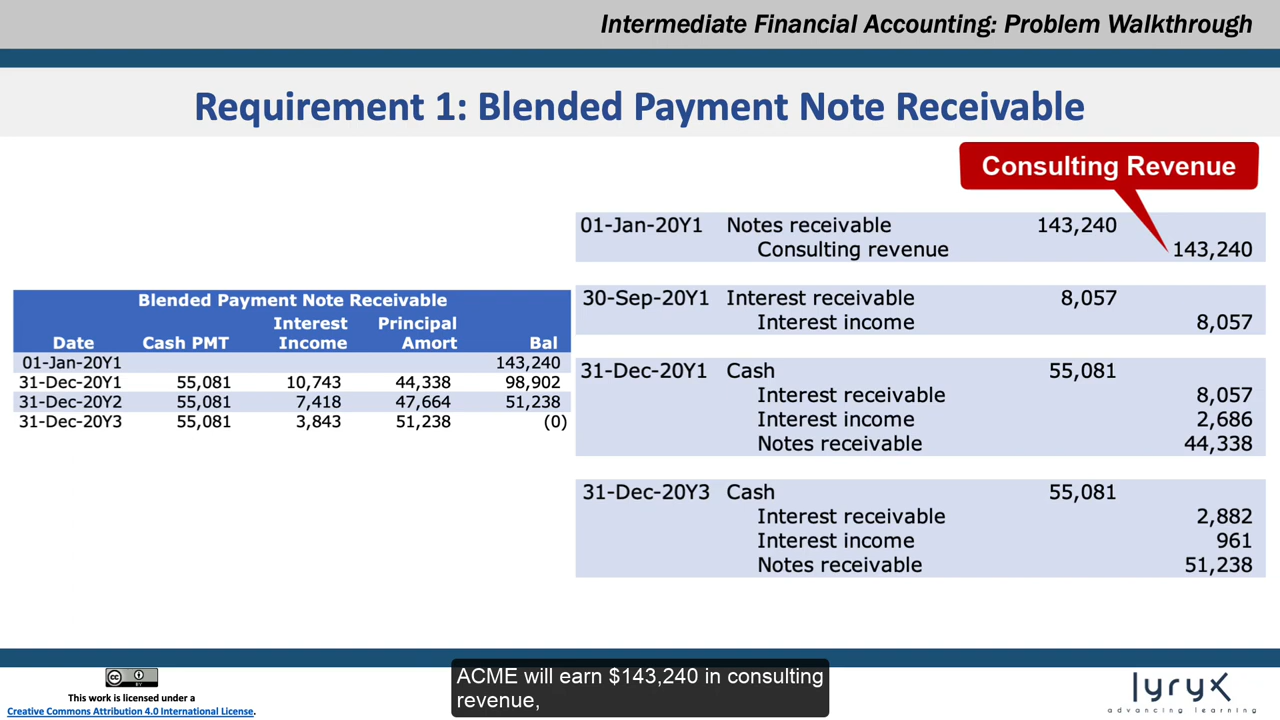 Intermediate Financial Accounting: Problem Walkthrough
Requirement 1: Blended Payment Note Receivable
Consulting Revenue
Blended Payment Note Receivable
Date Cash PMT Interest Income Principal Amort Bal
01-Jan-20Y1 143,240
31-Dec-20Y1 55,081 10,743 44,338 98,902
31-Dec-20Y2 55,081 7,418 47,664 51,238
31-Dec-20Y3 55,081 3,843 51,238 (0)
01-Jan-20Y1 Notes receivable 143,240
Consulting revenue 143,240
30-Sep-20Y1 Interest receivable 8,057
Interest income 8,057
31-Dec-20Y1 Cash 55,081
Interest receivable 8,057
Interest income 2,686
Notes receivable 44,338
31-Dec-20Y3 Cash 55,081
Interest receivable 2,882
Interest income 961
Notes receivable 51,238
cc BY
This work is licensed under a
Creative Commons Attribution 4.0 International License.
ACME will earn $143,240 in consulting
revenue,
lyryx
advancing learning